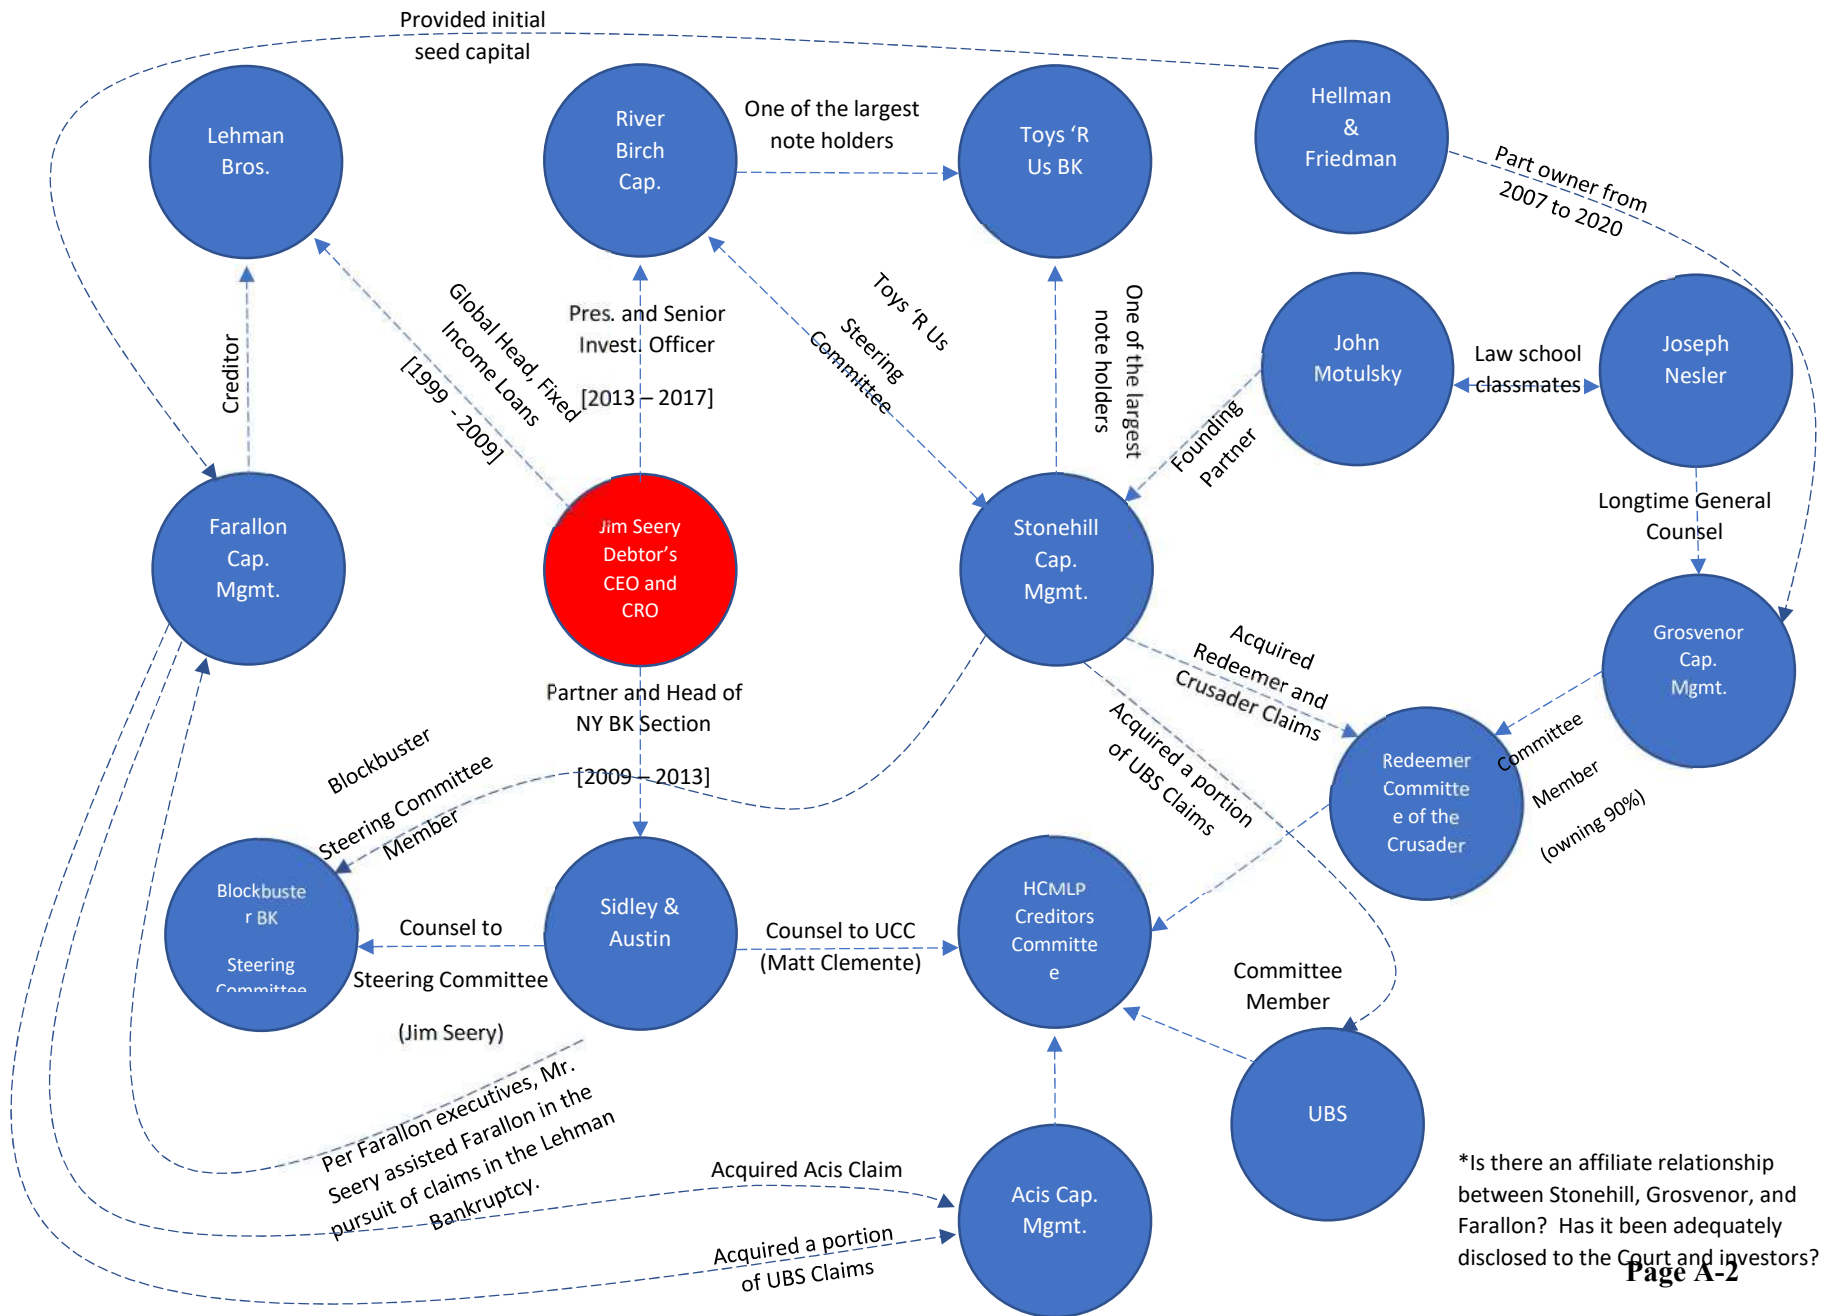 Provided initial
seed capital
Lehman
Bros.
River
Birch
Cap.
One of the largest
note holders
Toys ‘R
Us BK
Hellman
&
Friedman
Part owner from
2007 to 2020
Creditor
Global Head, Fixed
Income Loans
[1999 - 2009]
Pres. and Senior
Invest. Officer
[2013 – 2017]
Toys ‘R Us
Steering
Committee
One of the largest
note holders
John
Motulsky
Law school
classmates
Joseph
Nesler
Founding
Partner
Longtime General
Counsel
Farallon
Cap.
Mgmt.
Jim Seery
Debtor’s
CEO and
CRO
Stonehill
Cap.
Mgmt.
Grosvenor
Cap.
Mgmt.
Partner and Head of
NY BK Section
[2009 – 2013]
Acquired
Redeemer and
Crusader Claims
Acquired a portion
of UBS Claims
Redeemer
Committe
e of the
Crusader
Committee
Member
(owning 90%)
Blockbuster
Steering Committee
Member
Blockbuste
r BK
Steering
Committee
Counsel to
Steering Committee
(Jim Seery)
Sidley &
Austin
Counsel to UCC
(Matt Clemente)
HCMLP
Creditors
Committe
e
Committee
Member
UBS
Per Farallon executives, Mr.
Seery assisted Farallon in the
pursuit of claims in the Lehman
Bankruptcy.
Acquired Acis Claim
Acquired a portion
of UBS Claims
Acis Cap.
Mgmt.
*Is there an affiliate relationship
between Stonehill, Grosvenor, and
Farallon? Has it been adequately
disclosed to the Court and investors?
Page A-2